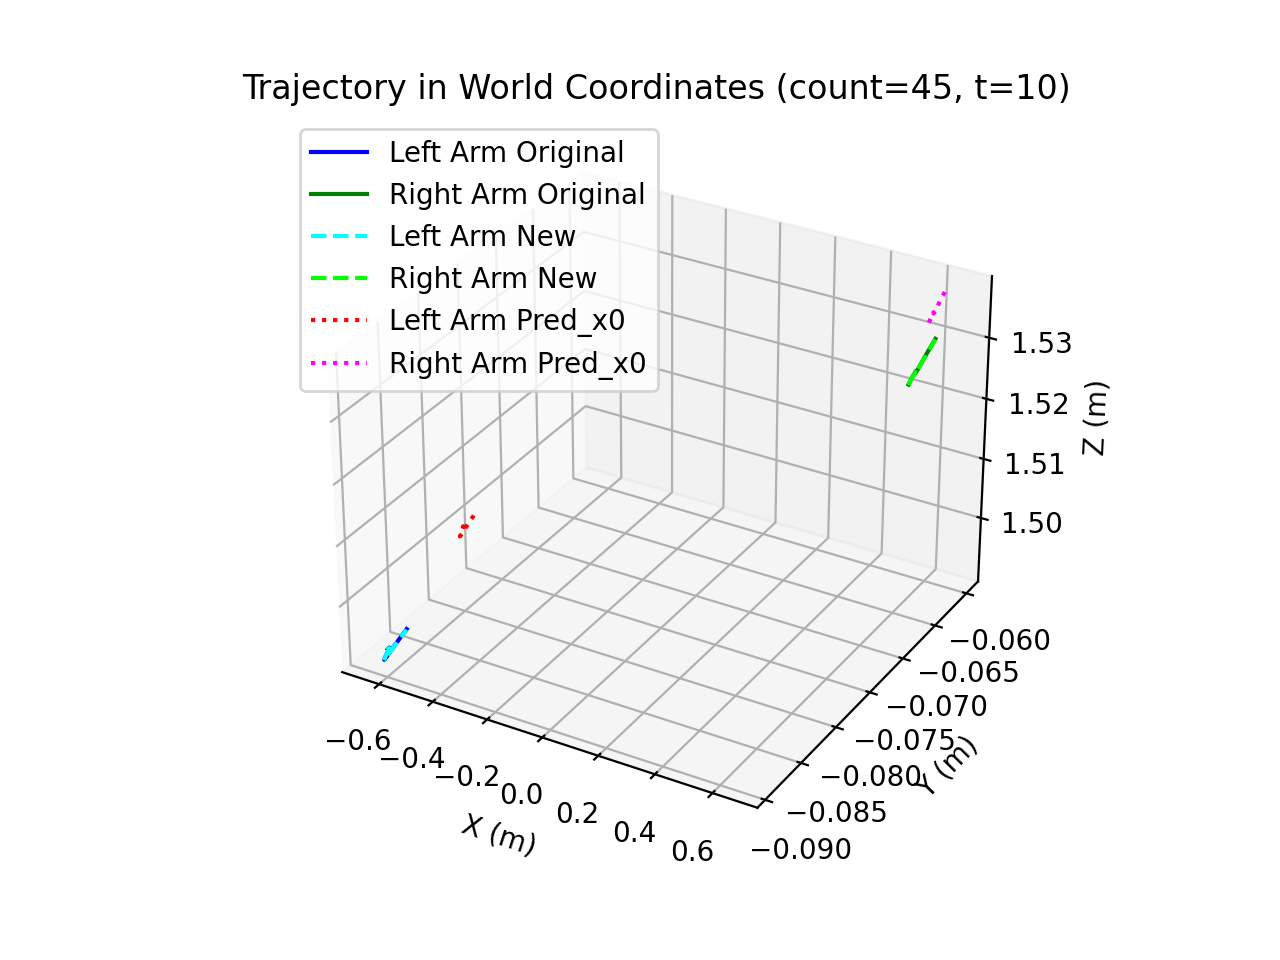 Trajectory in World Coordinates (count=45, t=10)
Left Arm Original
Right Arm Original
Left Arm New
Right Arm New
Left Arm Pred_x0
Right Arm Pred_x0
1.53
1.52
1.51
1.50
Z (m)
−0.060
−0.065
−0.070
−0.075
−0.080
−0.085
−0.090
Y (m)
−0.6
−0.4
−0.2
0.0
0.2
0.4
0.6
X (m)